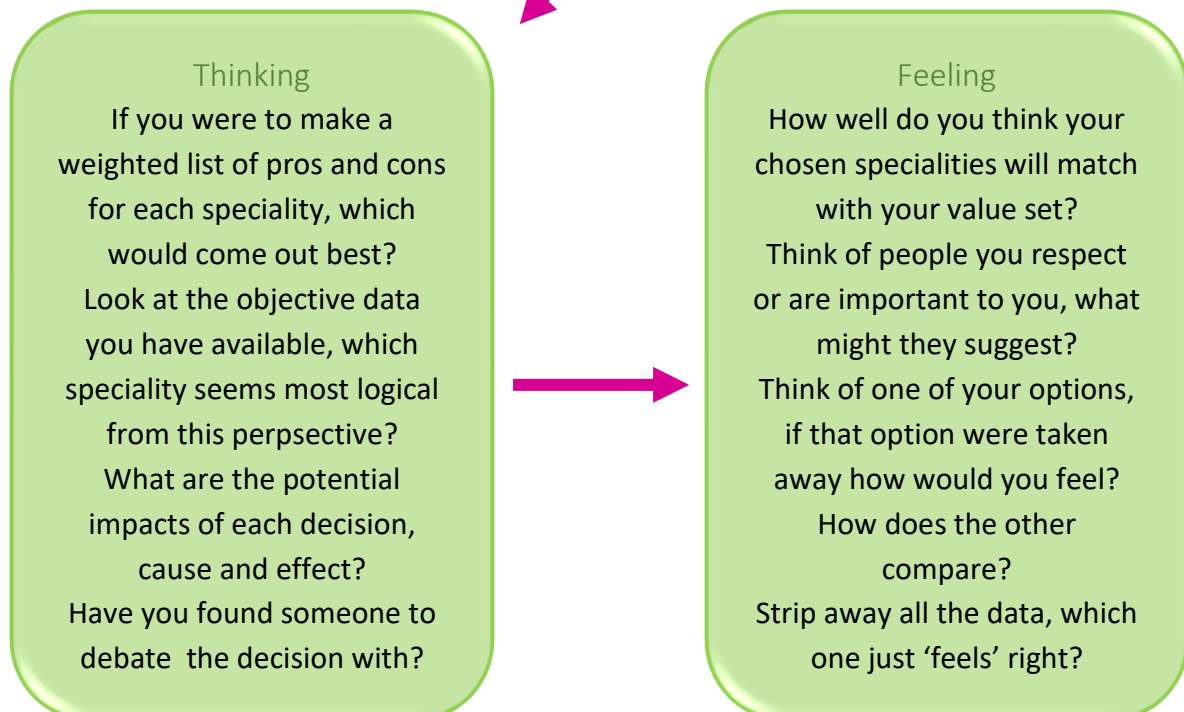 Thinking
If you were to make a
weighted list of pros and cons
for each speciality, which
would come out best?
Look at the objective data
you have available, which
speciality seems most logical
from this perpsective?
What are the potential
impacts of each decision,
cause and effect?
Have you found someone to
debate  the decision with?
Feeling
How well do you think your
chosen specialities will match
with your value set?
Think of people you respect
or are important to you, what
might they suggest?
Think of one of your options,
if that option were taken
away how would you feel?
How does the other
compare?
Strip away all the data, which
one just ‘feels’ right?